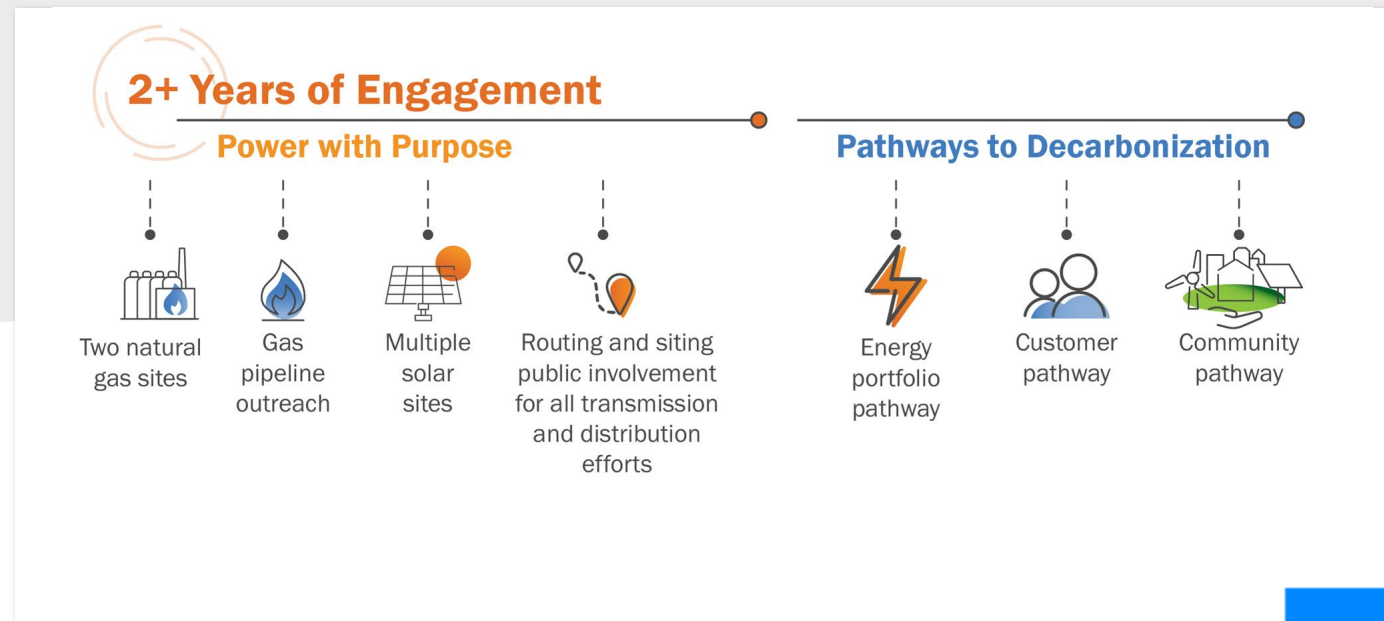 2+ Years of Engagement
Power with Purpose
Two natural
gas sites
Gas
pipeline
outreach
Multiple
solar
sites
Routing and siting
public involvement
for all transmission
and distribution
efforts
Pathways to Decarbonization
Energy
portfolio
pathway
Customer
pathway
Community
pathway